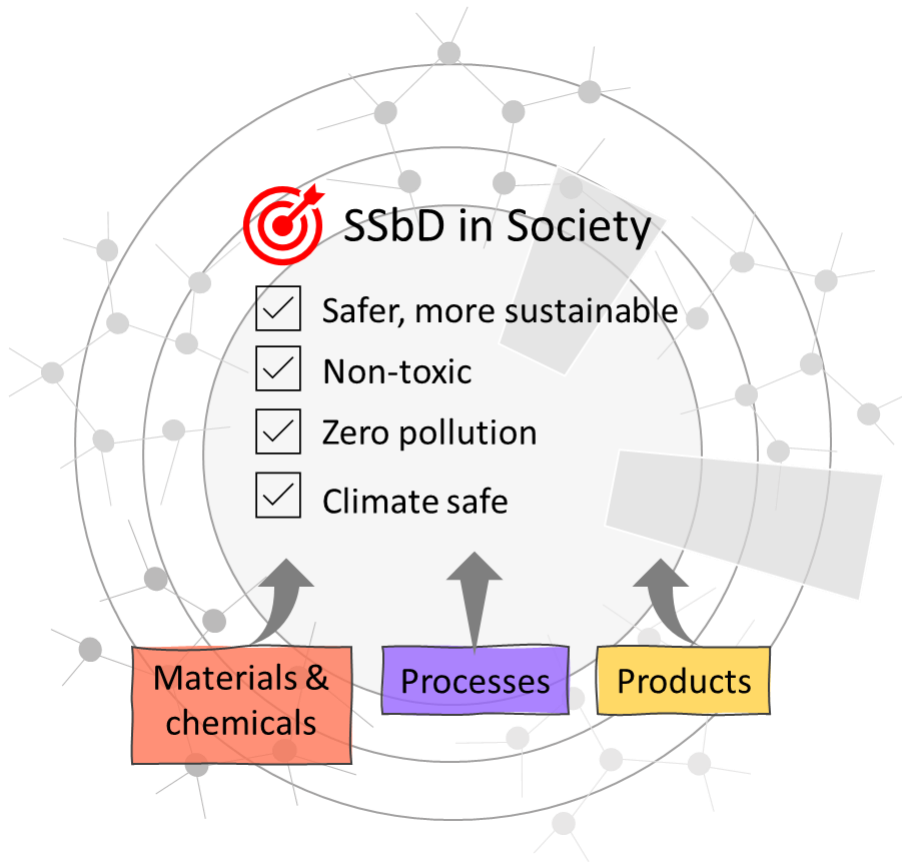 SSbD in Society
Safer, more sustainable
Non-toxic
Zero pollution
Climate safe
Materials &
chemicals
Processes
Products